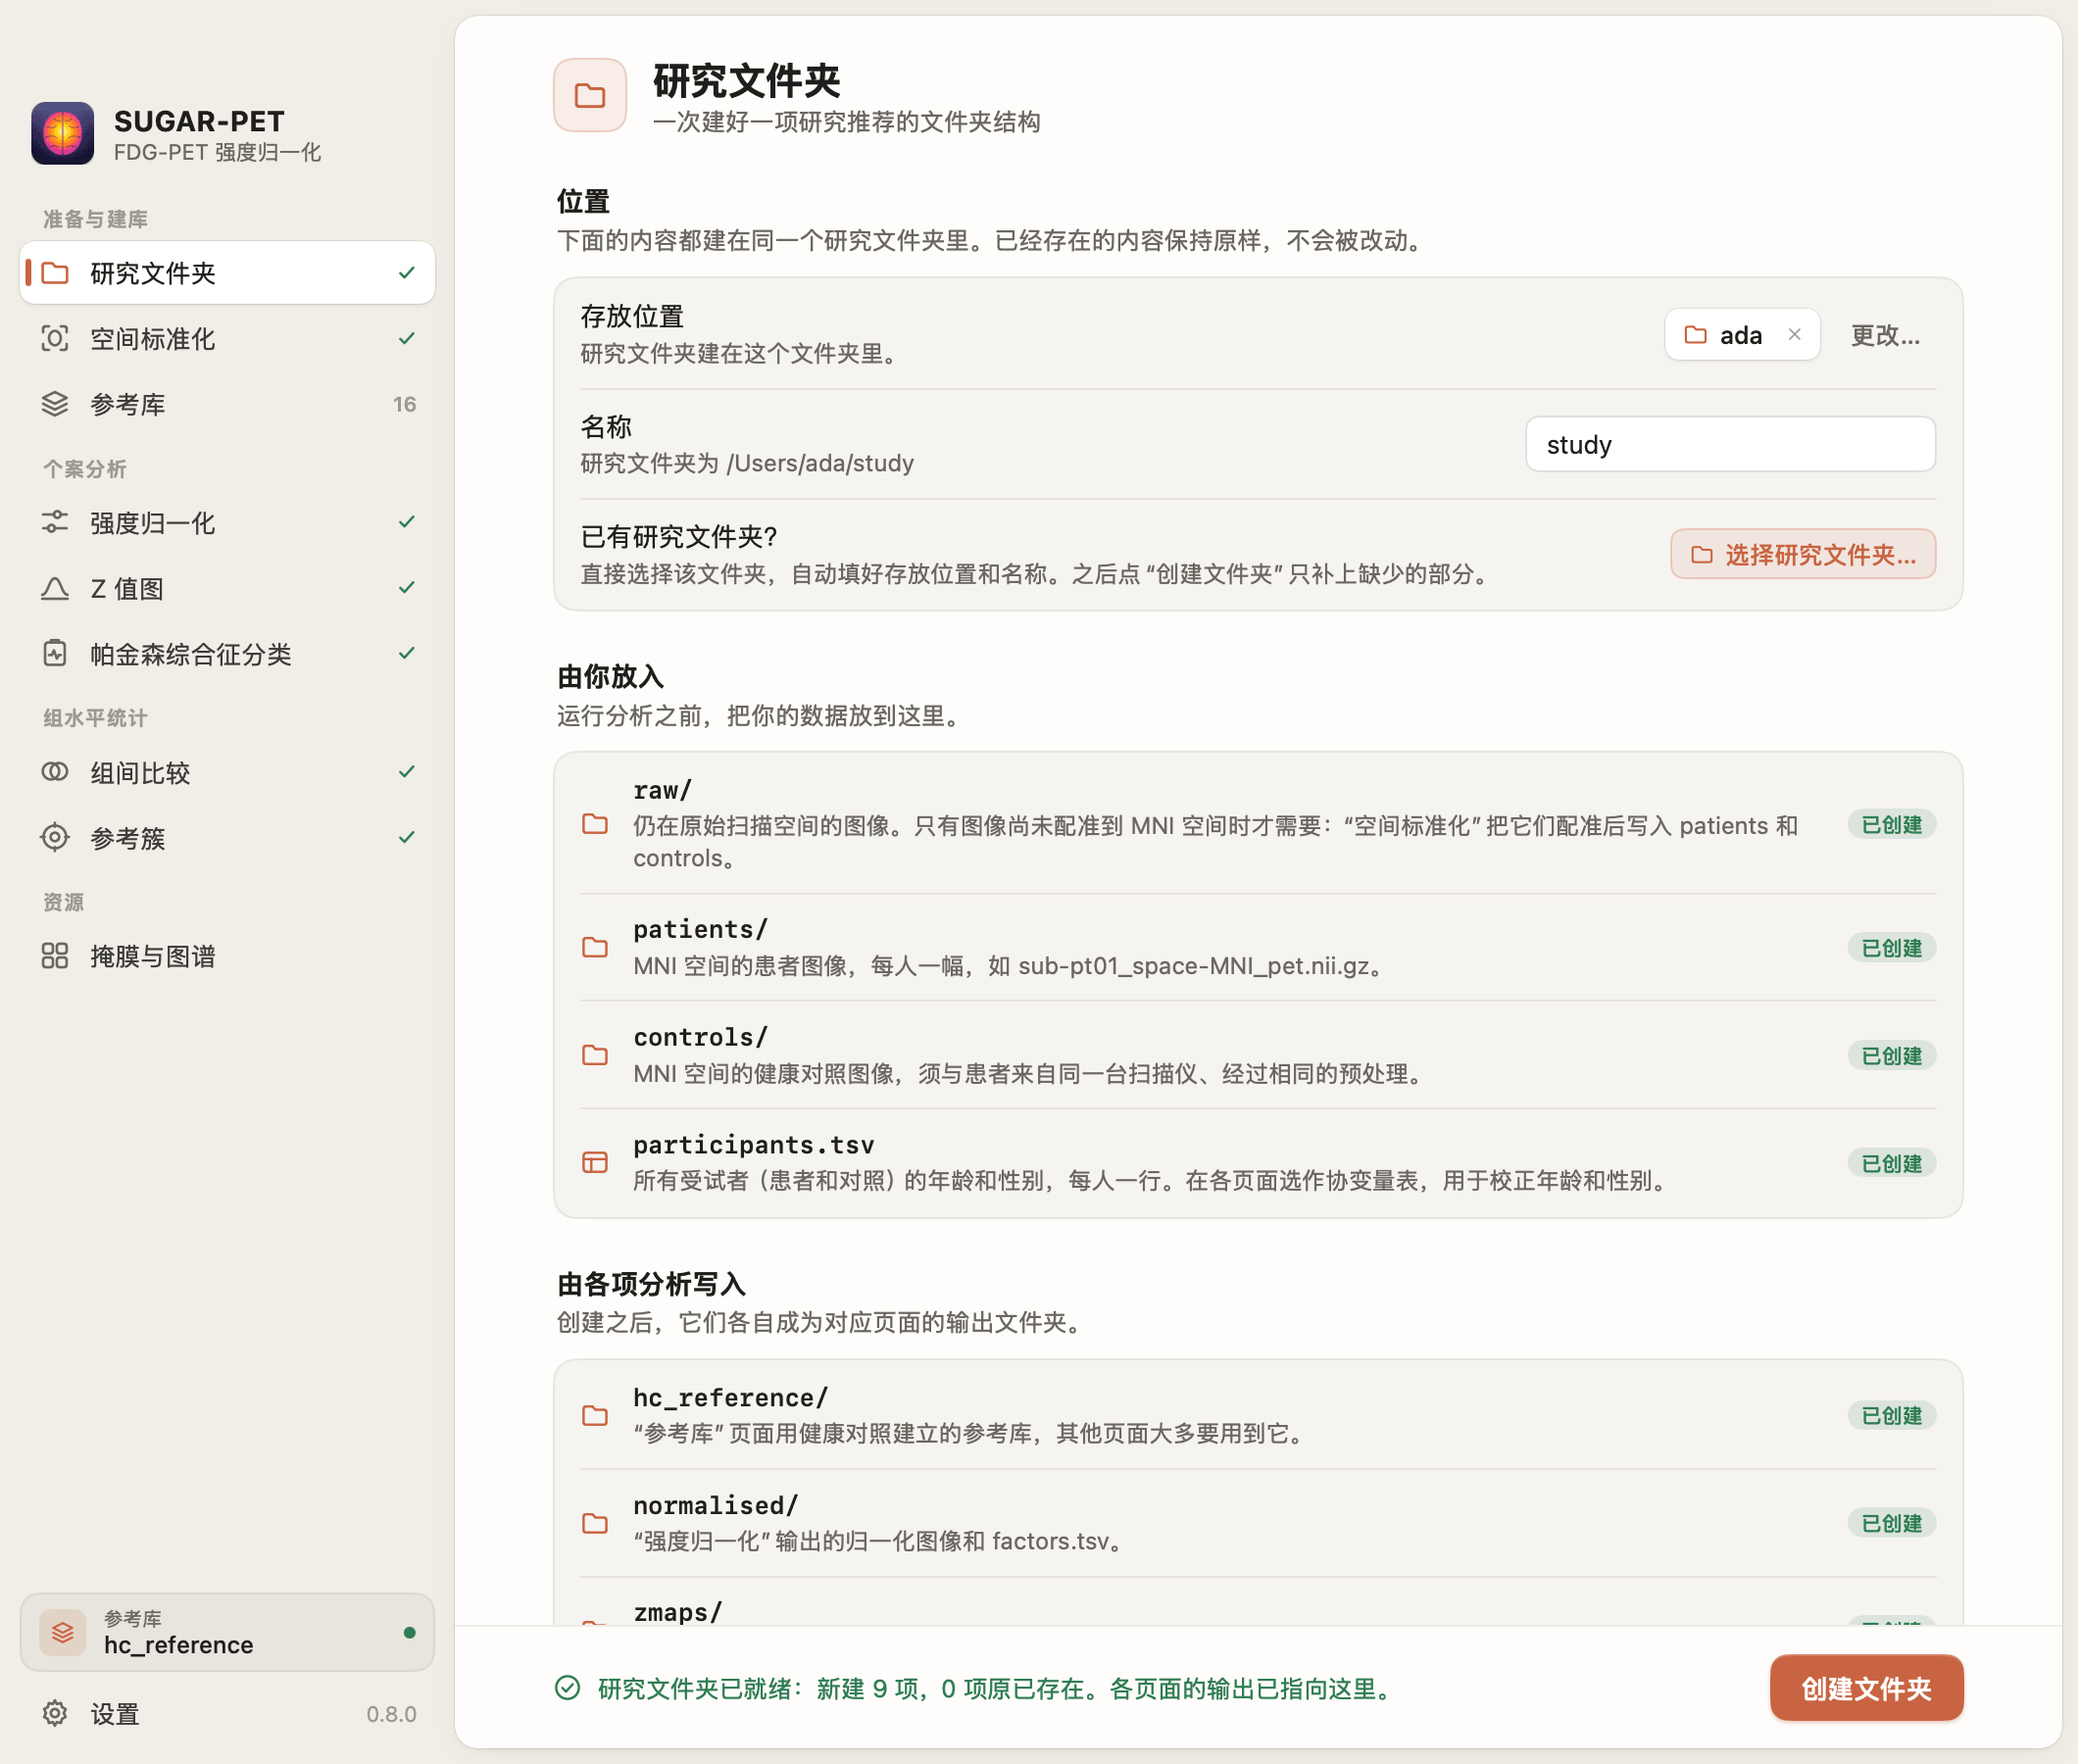 SUGAR-PET
FDG-PET 强度归一化
准备与建库
研究文件夹
空间标准化
参考库 16
个案分析
强度归一化
Z 值图
帕金森综合征分类
组水平统计
组间比较
参考簇
资源
掩膜与图谱
参考库
hc_reference
设置 0.8.0
研究文件夹
一次建好一项研究推荐的文件夹结构
位置
下面的内容都建在同一个研究文件夹里。已经存在的内容保持原样，不会被改动。
存放位置
研究文件夹建在这个文件夹里。
ada × 更改...
名称
研究文件夹为 /Users/ada/study
study
已有研究文件夹？
直接选择该文件夹，自动填好存放位置和名称。之后点“创建文件夹”只补上缺少的部分。
选择研究文件夹...
由你放入
运行分析之前，把你的数据放到这里。
raw/
仍在原始扫描空间的图像。只有图像尚未配准到 MNI 空间时才需要：“空间标准化”把它们配准后写入 patients 和
controls。
已创建
patients/
MNI 空间的患者图像，每人一幅，如 sub-pt01_space-MNI_pet.nii.gz。
已创建
controls/
MNI 空间的健康对照图像，须与患者来自同一台扫描仪、经过相同的预处理。
已创建
participants.tsv
所有受试者（患者和对照）的年龄和性别，每人一行。在各页面选作协变量表，用于校正年龄和性别。
已创建
由各项分析写入
创建之后，它们各自成为对应页面的输出文件夹。
hc_reference/
“参考库”页面用健康对照建立的参考库，其他页面大多要用到它。
已创建
normalised/
“强度归一化”输出的归一化图像和 factors.tsv。
已创建
zmaps/
研究文件夹已就绪：新建 9 项，0 项原已存在。各页面的输出已指向这里。
创建文件夹